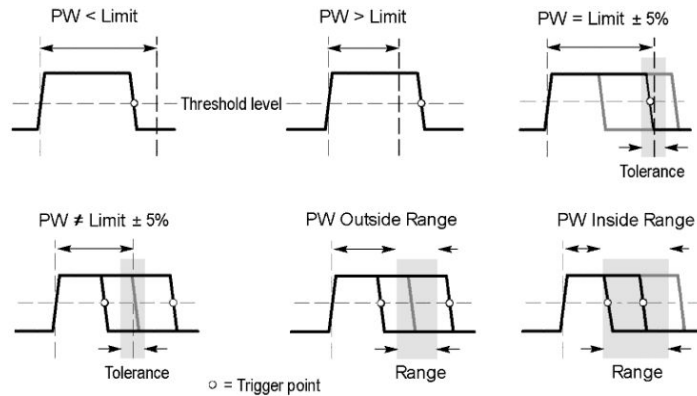 PW < Limit
PW > Limit
PW = Limit ± 5%
Threshold level
Tolerance
PW ≠ Limit ± 5%
PW Outside Range
PW Inside Range
Tolerance
Range
Range
= Trigger point